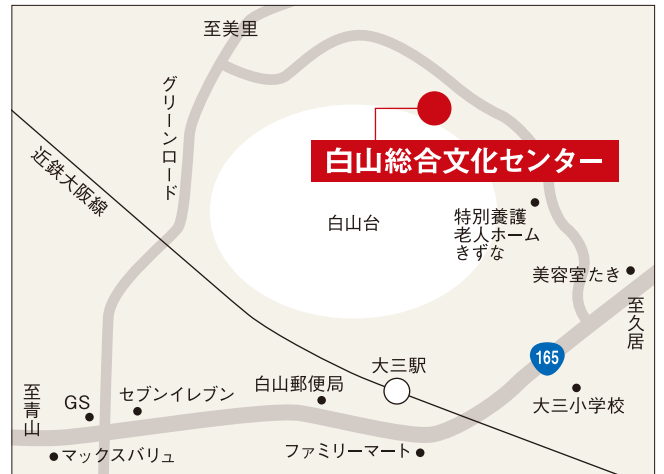 至美里
グリーンロード
近鉄大阪線
白山総合文化センター
白山台
特別養護
老人ホーム
きずな
美容室たき
至久居
165
大三駅
大三小学校
白山郵便局
セブンイレブン
GS
至青山
マックスバリュ
ファミリーマート